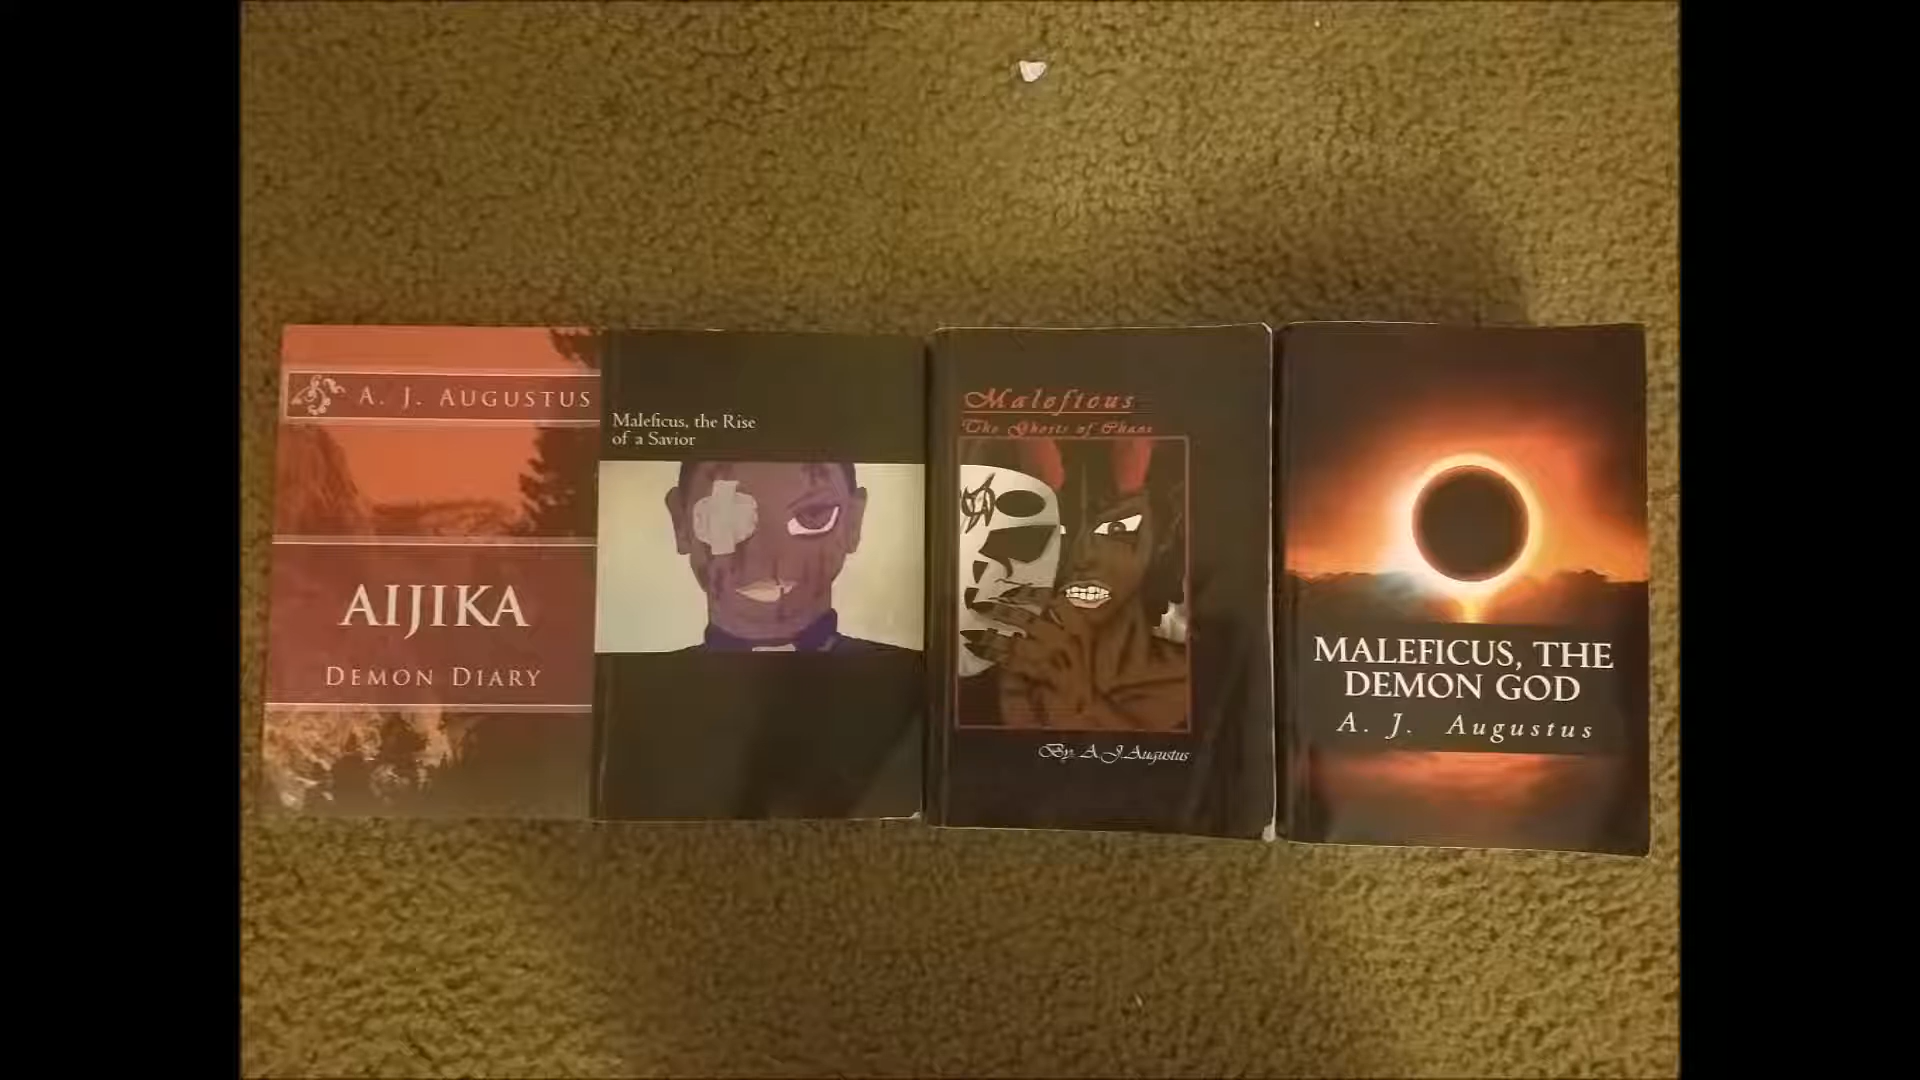 A. J. AUGUSTUS
AIJIKA
DEMON DIARY
Maleficus, the Rise
of a Savior
Maleficus
The Ghosts of Chaos
By: A.J.Augustus
MALEFICUS, THE
DEMON GOD
A. J. Augustus